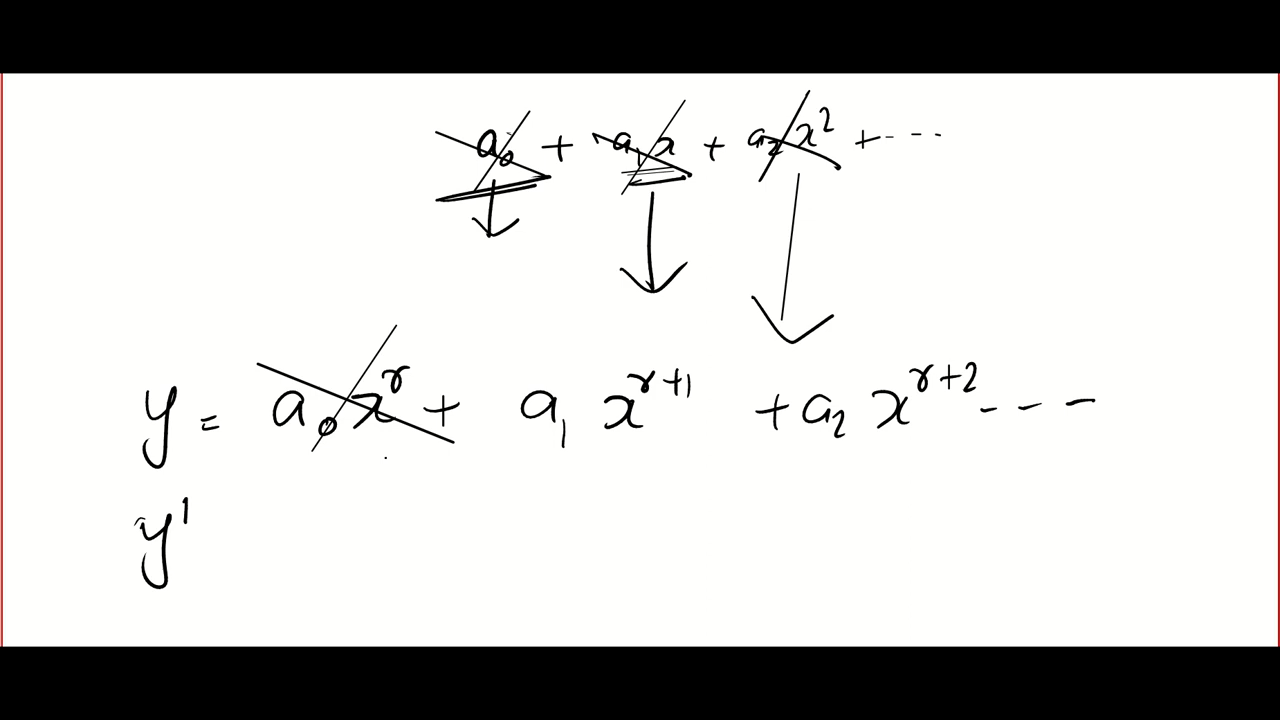 a₀ + a₁x + a₂x² + ----
y = a₀x^r + a₁x^(r+1) + a₂x^(r+2) ---
y'